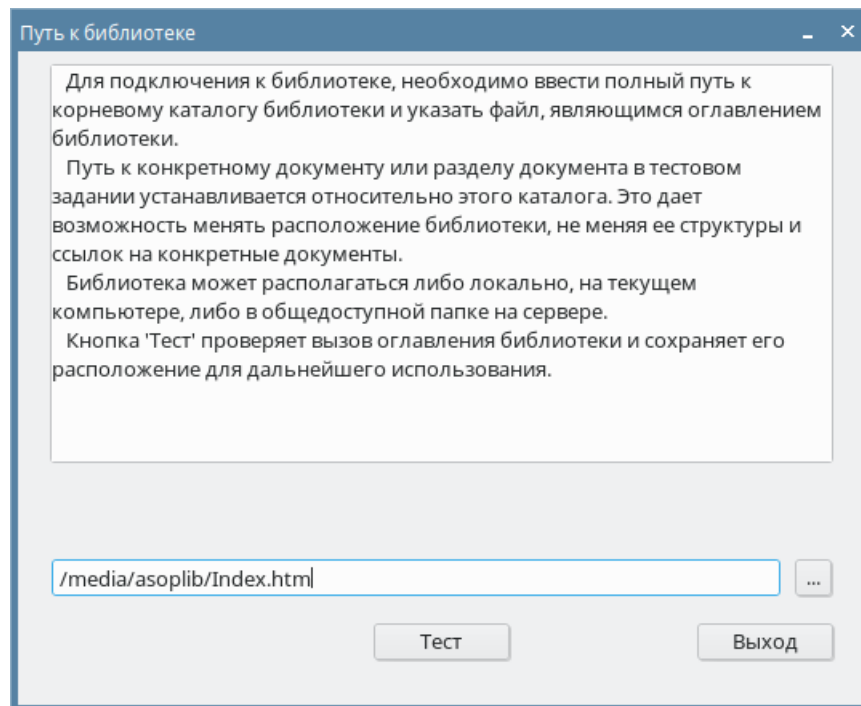 Путь к библиотеке
Для подключения к библиотеке, необходимо ввести полный путь к
корневому каталогу библиотеки и указать файл, являющимся оглавлением
библиотеки.
Путь к конкретному документу или разделу документа в тестовом
задании устанавливается относительно этого каталога. Это дает
возможность менять расположение библиотеки, не меняя ее структуры и
ссылок на конкретные документы.
Библиотека может располагаться либо локально, на текущем
компьютере, либо в общедоступной папке на сервере.
Кнопка 'Тест' проверяет вызов оглавления библиотеки и сохраняет его
расположение для дальнейшего использования.
/media/asoplib/Index.htm
...
Тест
Выход